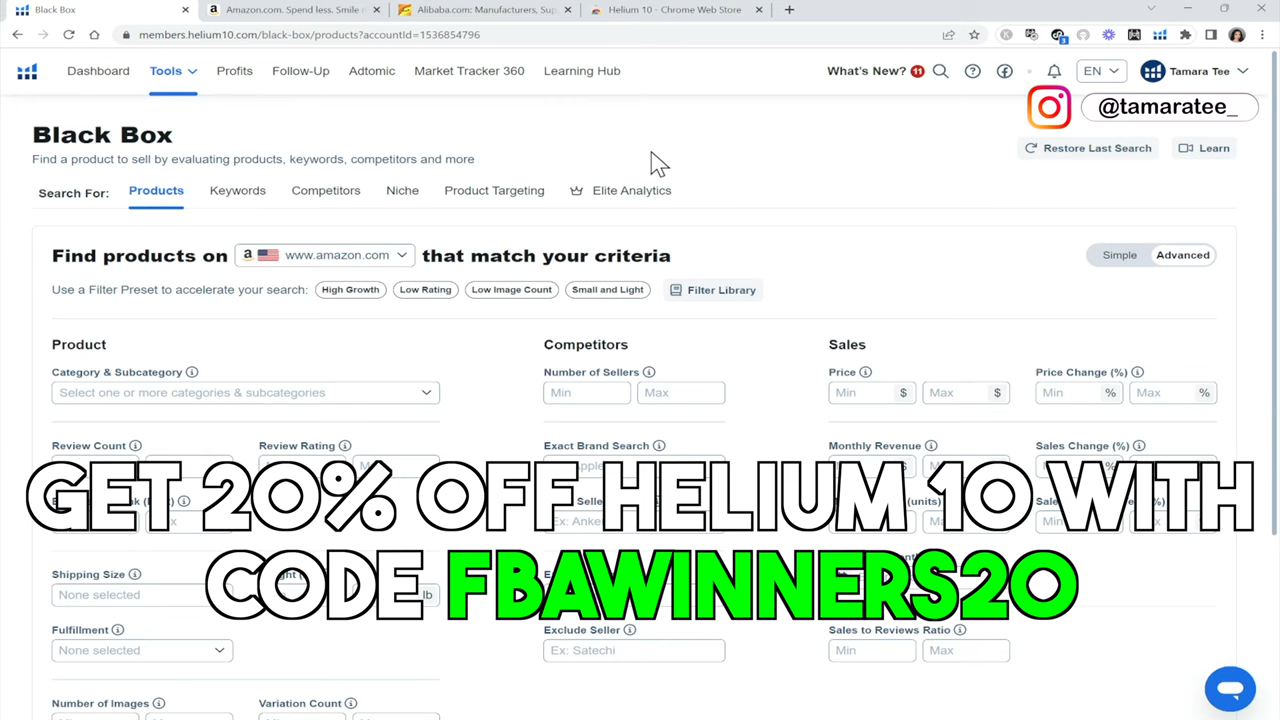 Black Box
Amazon.com. Spend less. Smile m
Alibaba.com: Manufacturers, Sup
Helium 10 - Chrome Web Store
members.helium10.com/black-box/products?accountId=1536854796
3
Dashboard Tools Profits Follow-Up Adtomic Market Tracker 360 Learning Hub What's New? 11 EN Tamara Tee
@tamaratee_
Black Box
Find a product to sell by evaluating products, keywords, competitors and more
Restore Last Search Learn
Search For: Products Keywords Competitors Niche Product Targeting Elite Analytics
Find products on a www.amazon.com that match your criteria
Simple Advanced
Use a Filter Preset to accelerate your search: High Growth Low Rating Low Image Count Small and Light Filter Library
Product Competitors Sales
Category & Subcategory Number of Sellers Price Price Change (%)
Select one or more categories & subcategories Min Max Min $ Max $ Min % Max %
Review Count Review Rating Exact Brand Search Monthly Revenue Sales Change (%)
GET 20% OFF HELIUM 10 WITH
CODE FBAWINNERS20
Shipping Size
None selected lb
Fulfillment Exclude Seller Sales to Reviews Ratio
None selected Ex: Satechi Min Max
Number of Images Variation Count